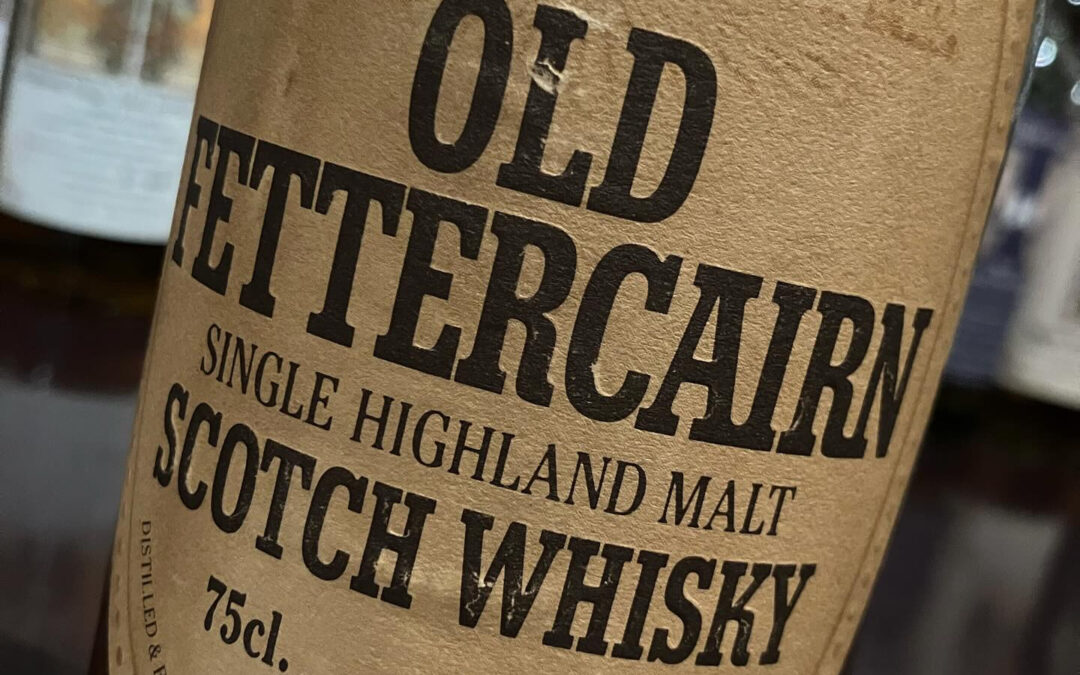 OLD
FETTERCAIRN
SINGLE HIGHLAND MALT
SCOTCH WHISKY
75cl.
DISTILLED &